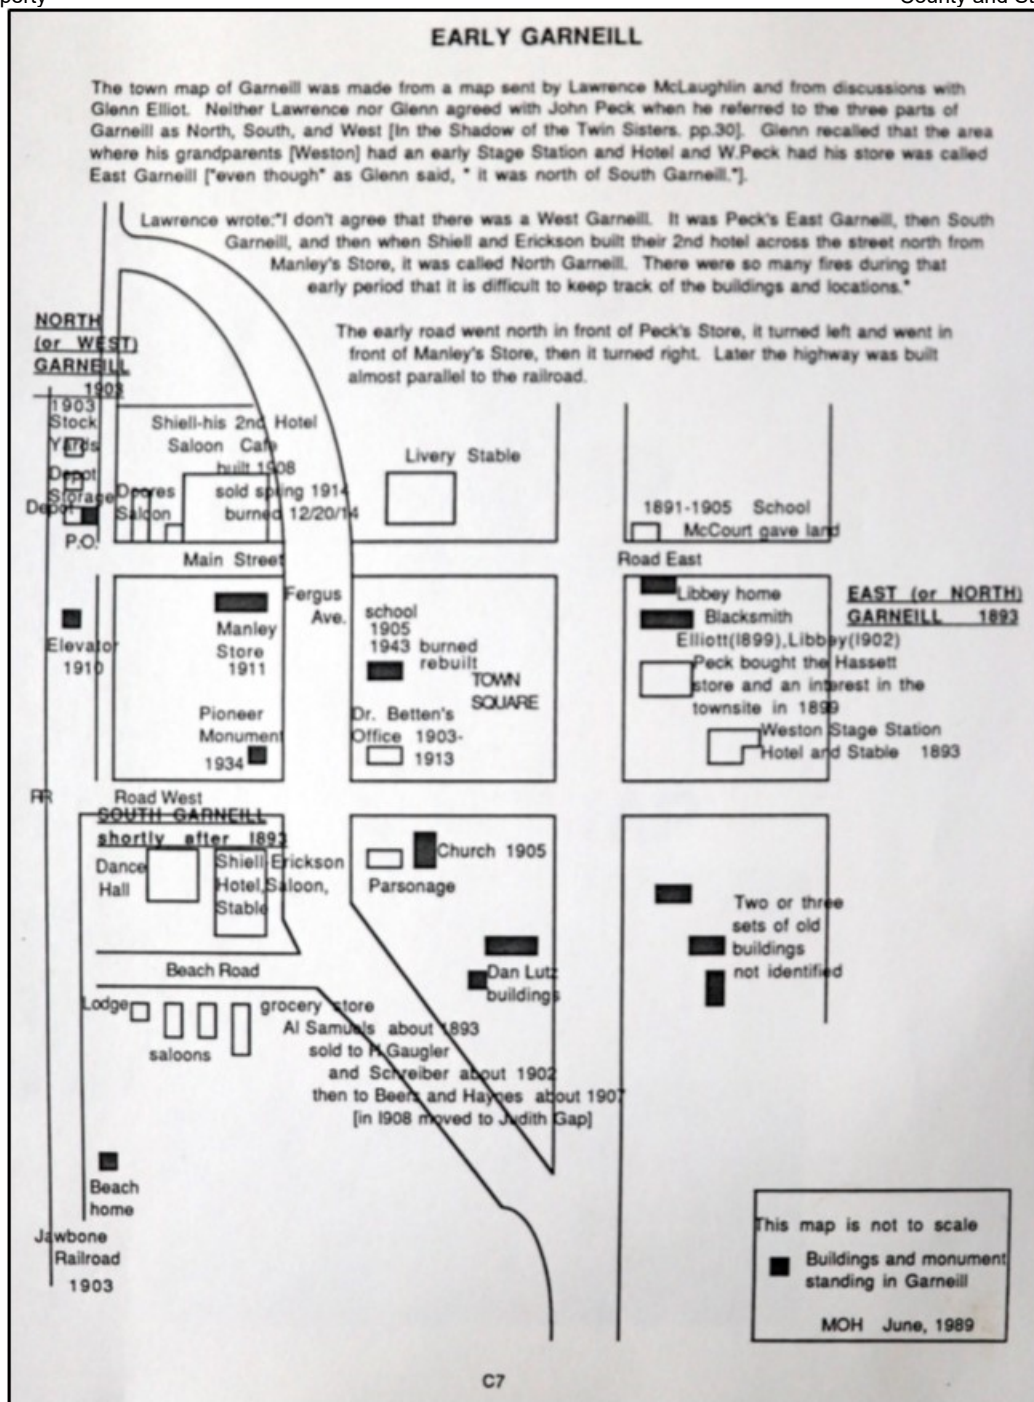 perty
EARLY GARNEILL
The town map of Garneill was made from a map sent by Lawrence McLaughlin and from discussions with
Glenn Elliot. Neither Lawrence nor Glenn agreed with John Peck when he referred to the three parts of
Garneill as North, South, and West [In the Shadow of the Twin Sisters. pp.30]. Glenn recalled that the area
where his grandparents [Weston] had an early Stage Station and Hotel and W.Peck had his store was called
East Garneill ["even though" as Glenn said, " it was north of South Garneill."].
Lawrence wrote:"I don't agree that there was a West Garneill. It was Peck's East Garneill, then South
Garneill, and then when Shiell and Erickson built their 2nd hotel across the street north from
Manley's Store, it was called North Garneill. There were so many fires during that
early period that it is difficult to keep track of the buildings and locations."
The early road went north in front of Peck's Store, it turned left and went in
front of Manley's Store, then it turned right. Later the highway was built
almost parallel to the railroad.
NORTH
(or WEST)
GARNEILL
1903
1903
Stock
Yards
Depot
Storage
Depot
P.O.
Shiell-his 2nd Hotel
Saloon Cafe
built 1908
sold spring 1914
burned 12/20/14
Doores
Saloon
Livery Stable
1891-1905 School
McCourt gave land
Main Street
Road East
Fergus
Ave.
Elevator
1910
Manley
Store
1911
Pioneer
Monument
1934
school
1905
1943 burned
rebuilt
TOWN
SQUARE
Dr. Betten's
Office 1903-
1913
Libbey home
Blacksmith
Elliott(I899),Libbey(I902)
Peck bought the Hassett
store and an interest in the
townsite in 1899
Weston Stage Station
Hotel and Stable 1893
EAST (or NORTH)
GARNEILL 1893
RR
Road West
SOUTH GARNEILL
shortly after I893
Dance
Hall
Shiell Erickson
Hotel,Saloon,
Stable
Church 1905
Parsonage
Two or three
sets of old
buildings
not identified
Beach Road
Dan Lutz
buildings
Lodge
saloons
grocery store
Al Samuels about 1893
sold to H.Gaugler
and Schreiber about 1902
then to Beers and Haynes about 1907
[in I908 moved to Judith Gap]
Beach
home
Jawbone
Railroad
1903
This map is not to scale
Buildings and monument
standing in Garneill
MOH June, 1989
C7